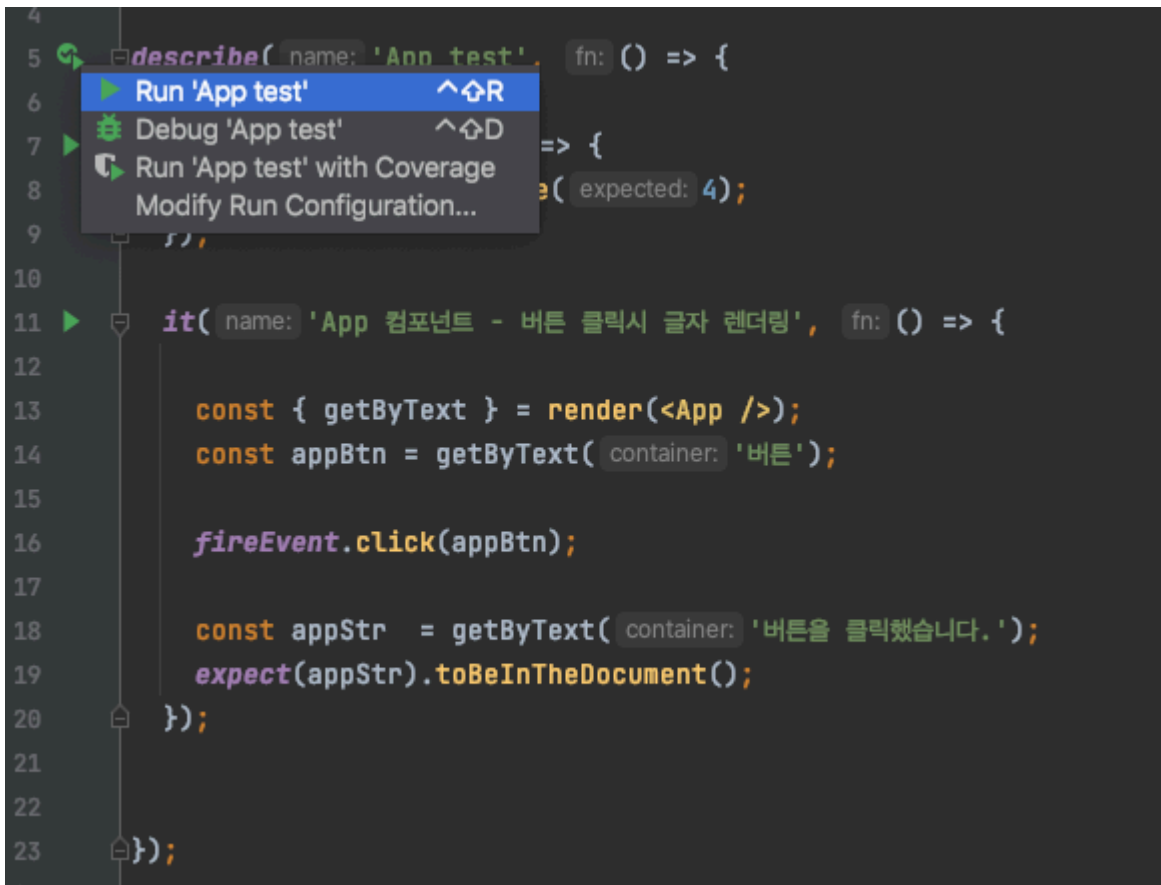 4
5 describe( name: 'App test', fn: () => {
Run 'App test' ^⇧R
6
Debug 'App test' ^⇧D
7 => {
Run 'App test' with Coverage
8 ( expected: 4);
Modify Run Configuration...
9 });
10
11 it( name: 'App 컴포넌트 - 버튼 클릭시 글자 렌더링', fn: () => {
12
13 const { getByText } = render(<App />);
14 const appBtn = getByText( container: '버튼');
15
16 fireEvent.click(appBtn);
17
18 const appStr  = getByText( container: '버튼을 클릭했습니다.');
19 expect(appStr).toBeInTheDocument();
20 });
21
22
23 });